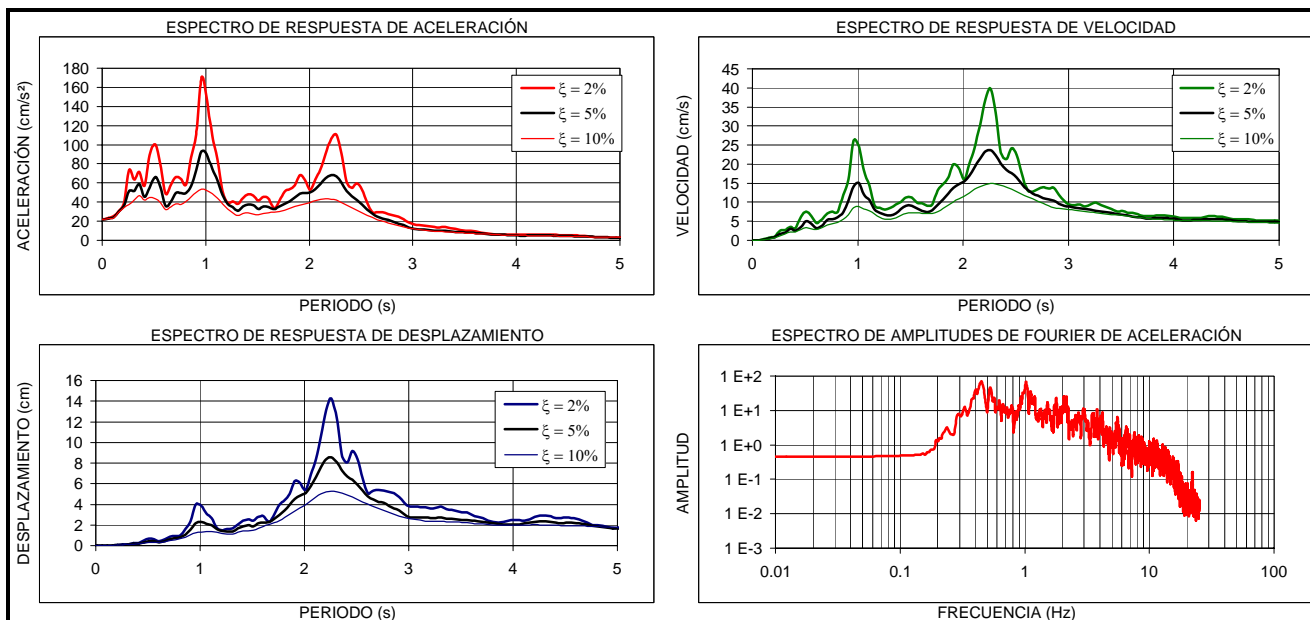 ESPECTRO DE RESPUESTA DE ACELERACIÓN
ACELERACIÓN (cm/s²)
180
160
140
120
100
80
60
40
20
0
ξ = 2%
ξ = 5%
ξ = 10%
0 1 2 3 4 5
PERIODO (s)
ESPECTRO DE RESPUESTA DE VELOCIDAD
VELOCIDAD (cm/s)
45
40
35
30
25
20
15
10
5
0
ξ = 2%
ξ = 5%
ξ = 10%
0 1 2 3 4 5
PERIODO (s)
ESPECTRO DE RESPUESTA DE DESPLAZAMIENTO
DESPLAZAMIENTO (cm)
16
14
12
10
8
6
4
2
0
ξ = 2%
ξ = 5%
ξ = 10%
0 1 2 3 4 5
PERIODO (s)
ESPECTRO DE AMPLITUDES DE FOURIER DE ACELERACIÓN
AMPLITUD
1 E+2
1 E+1
1 E+0
1 E-1
1 E-2
1 E-3
0.01 0.1 1 10 100
FRECUENCIA (Hz)